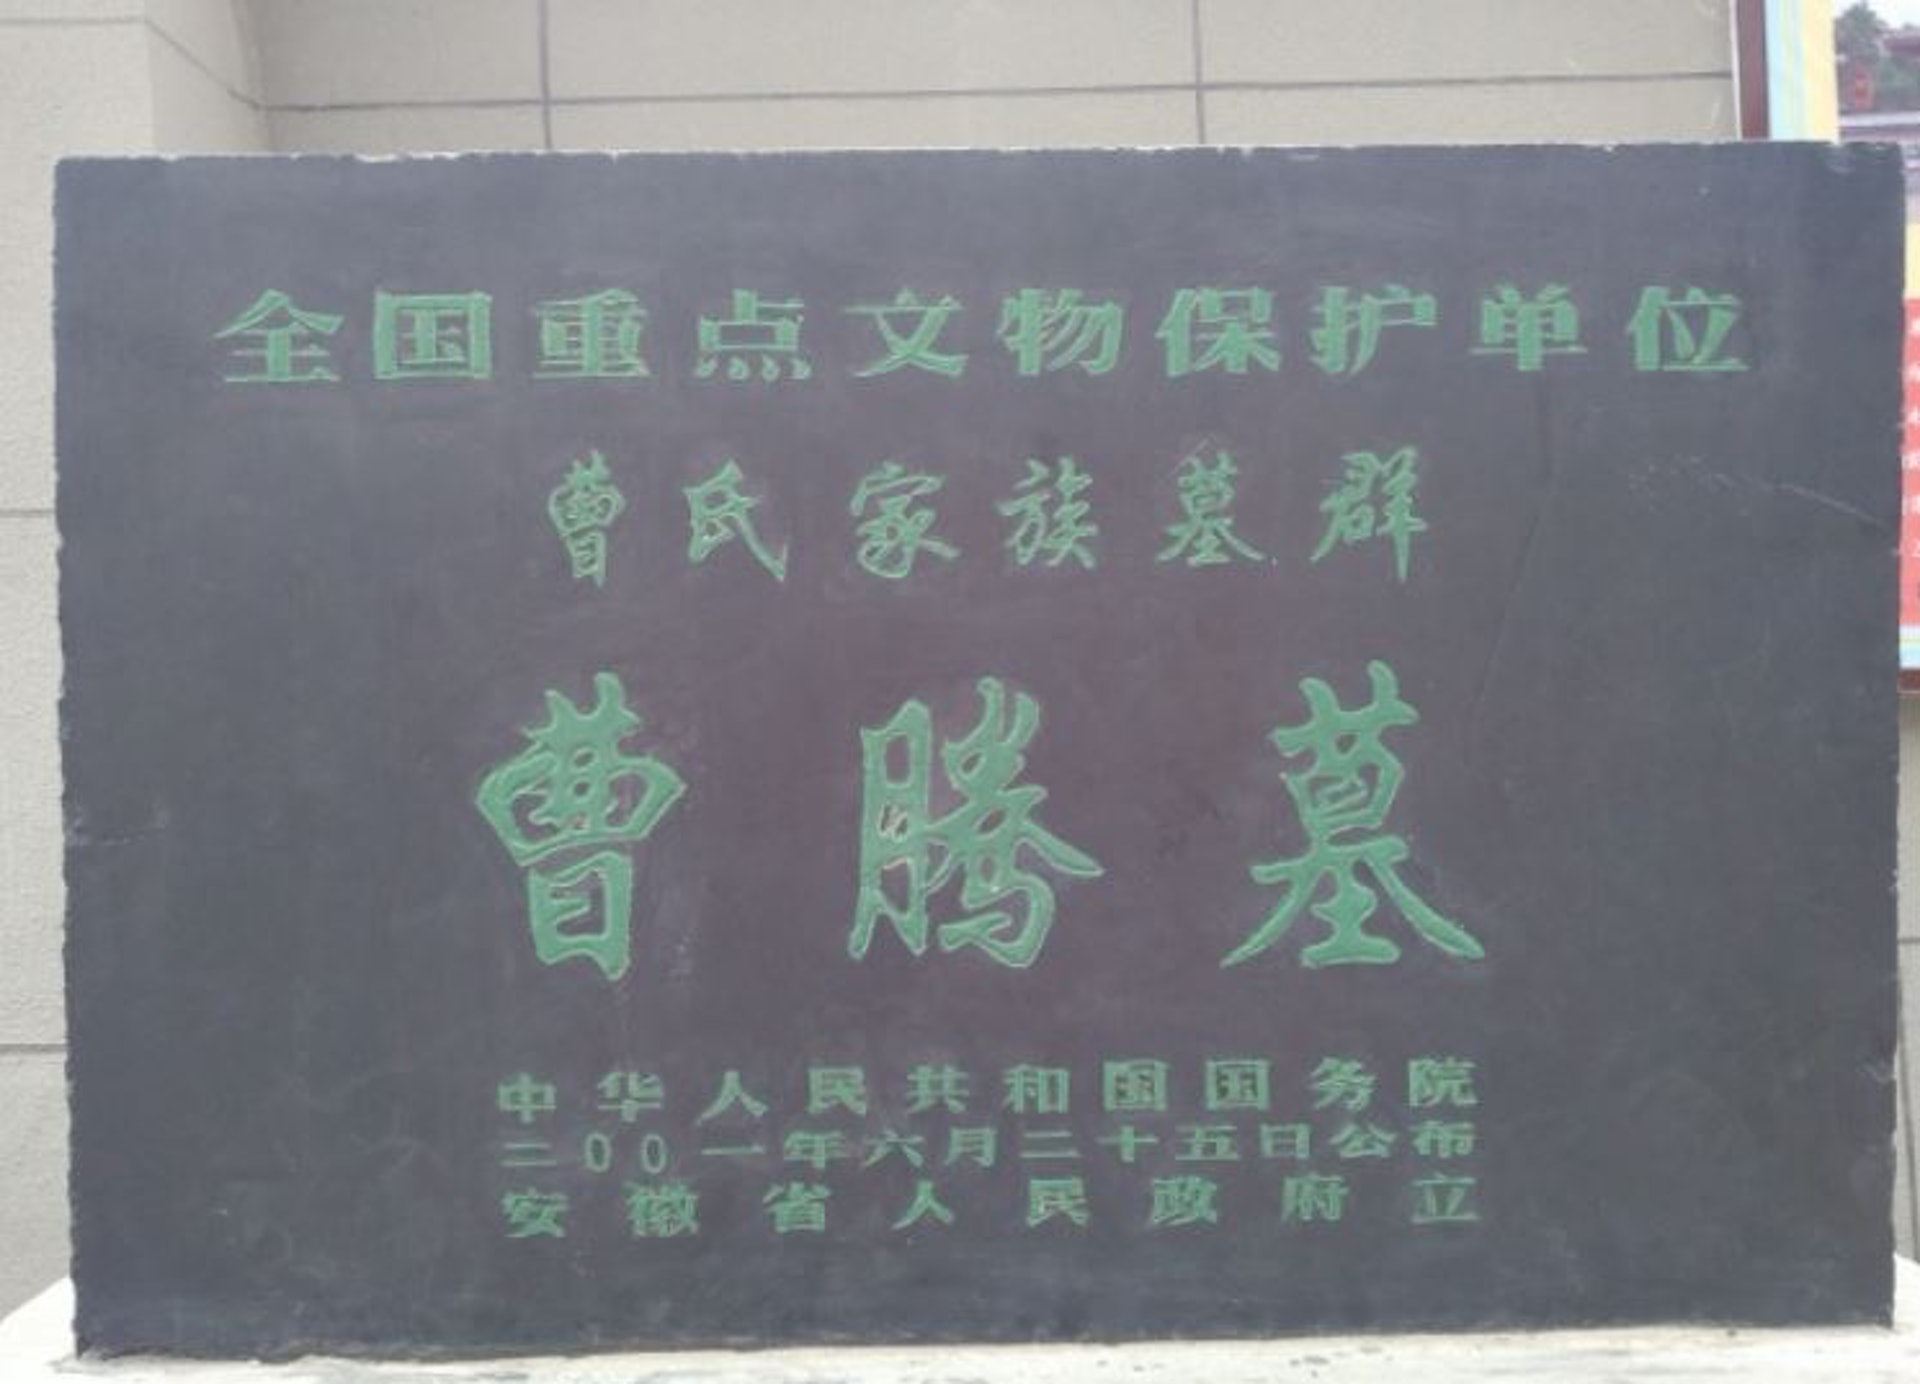 全国重点文物保护单位
曹氏家族墓群
曹腾墓
中华人民共和国国务院
二00一年六月二十五日公布
安徽省人民政府立